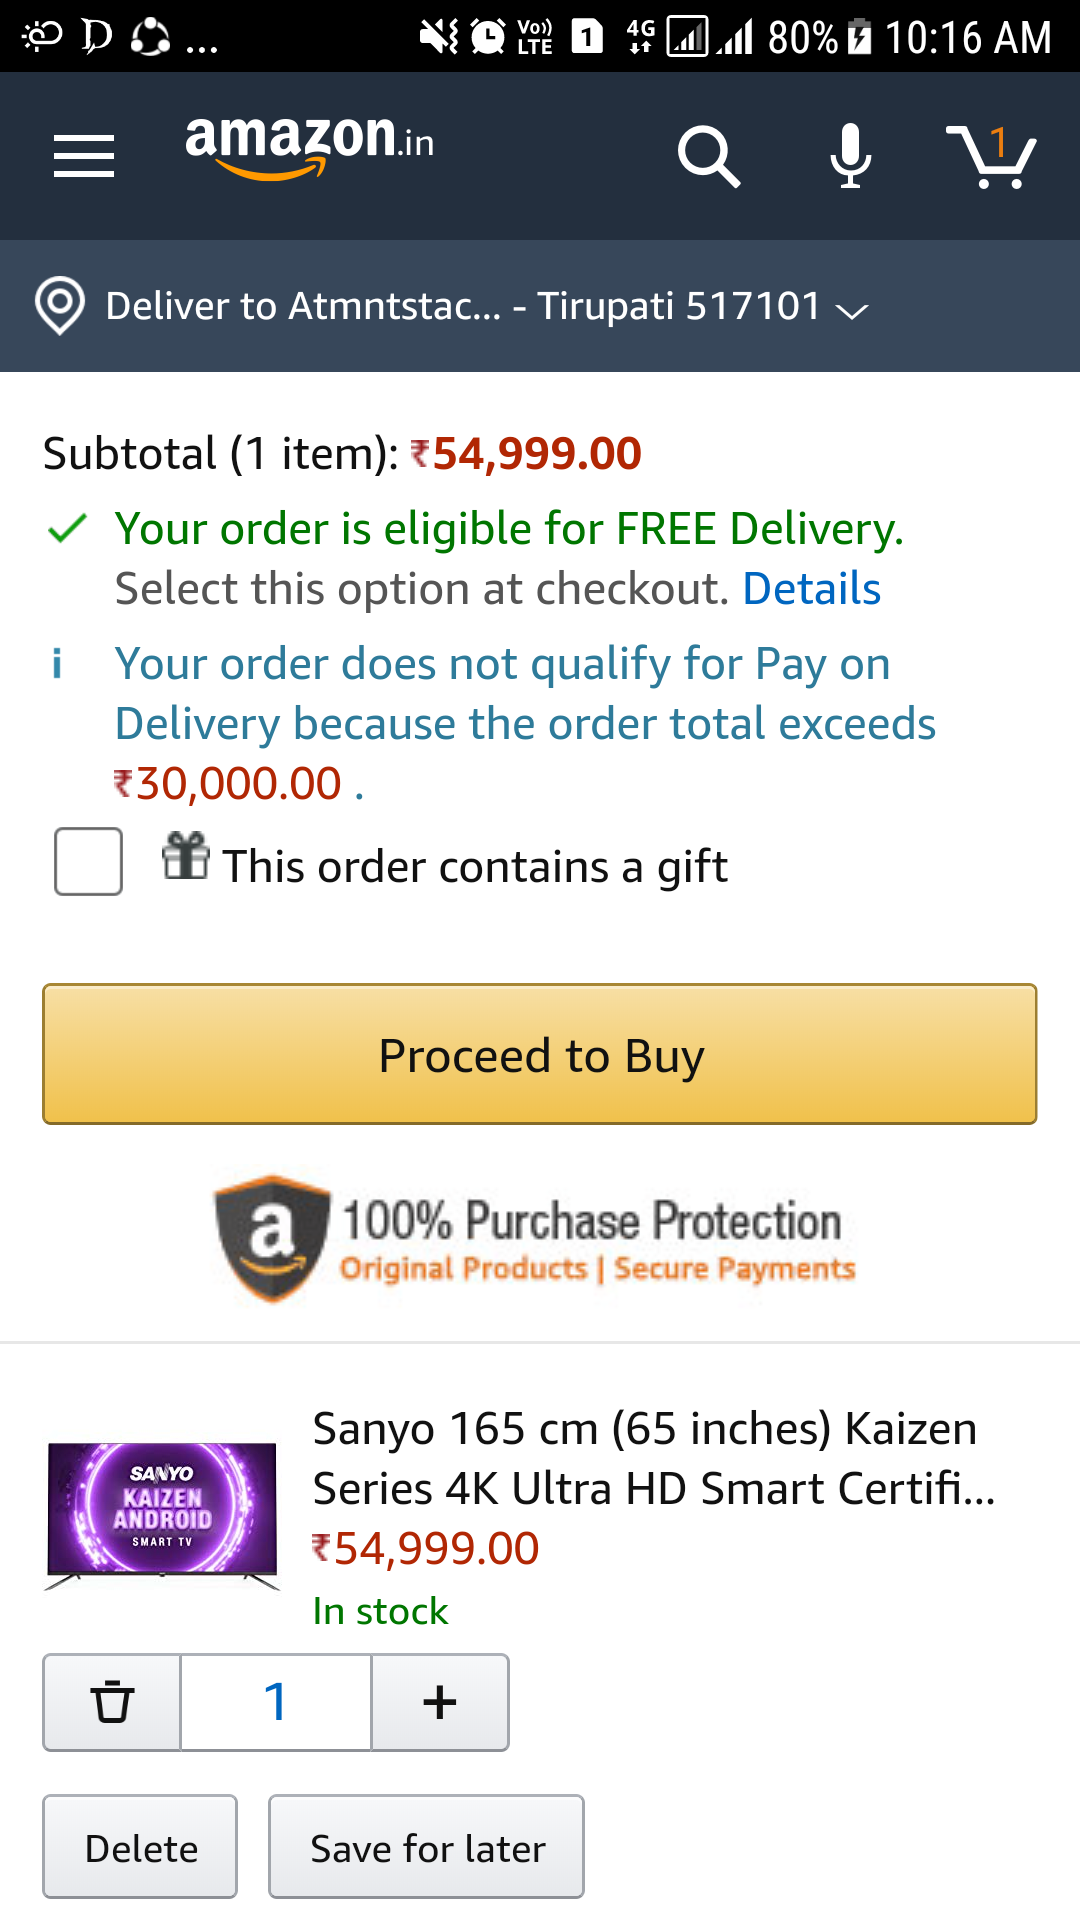 ... Vo)) LTE 1 4G 80% 10:16 AM
amazon.in 1
Deliver to Atmntstac... - Tirupati 517101
Subtotal (1 item): ₹54,999.00
Your order is eligible for FREE Delivery.
Select this option at checkout. Details
i Your order does not qualify for Pay on
Delivery because the order total exceeds
₹30,000.00 .
This order contains a gift
Proceed to Buy
a 100% Purchase Protection
Original Products | Secure Payments
Sanyo 165 cm (65 inches) Kaizen
Series 4K Ultra HD Smart Certifi...
₹54,999.00
In stock
SANYO
KAIZEN
ANDROID
SMART TV
1 +
Delete Save for later